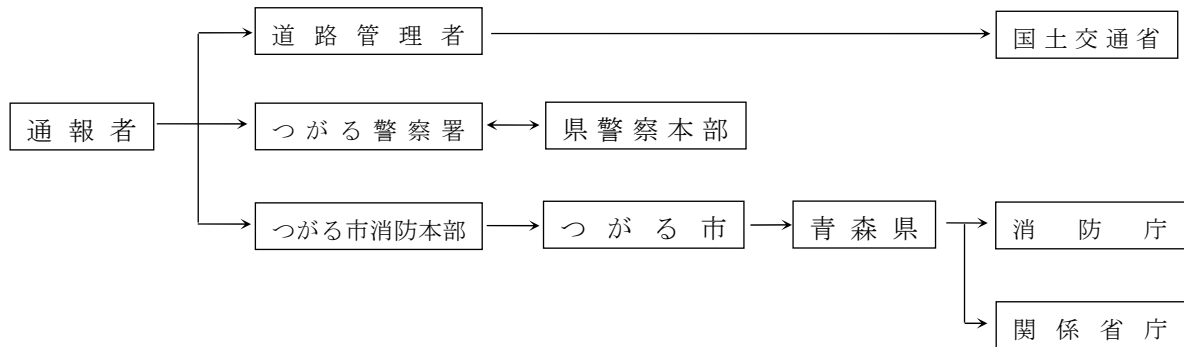 道路管理者
国土交通省
通報者
つがる警察署
県警察本部
つがる市消防本部
つがる市
青森県
消防庁
関係省庁